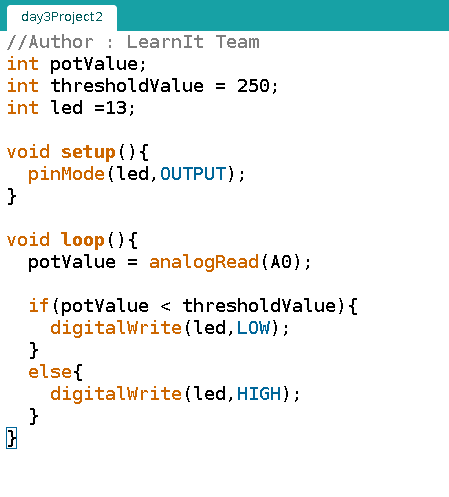 day3Project2
//Author : LearnIt Team
int potValue;
int thresholdValue = 250;
int led =13;
void setup(){
pinMode(led,OUTPUT);
}
void loop(){
potValue = analogRead(A0);
if(potValue < thresholdValue){
digitalWrite(led,LOW);
}
else{
digitalWrite(led,HIGH);
}
}